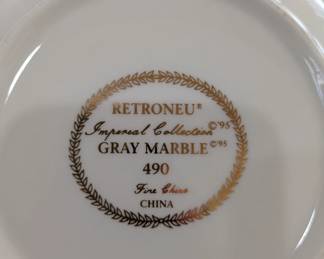 RETRONEU®
Imperial Collection ©'95
GRAY MARBLE ©'95
490
Fine China
CHINA